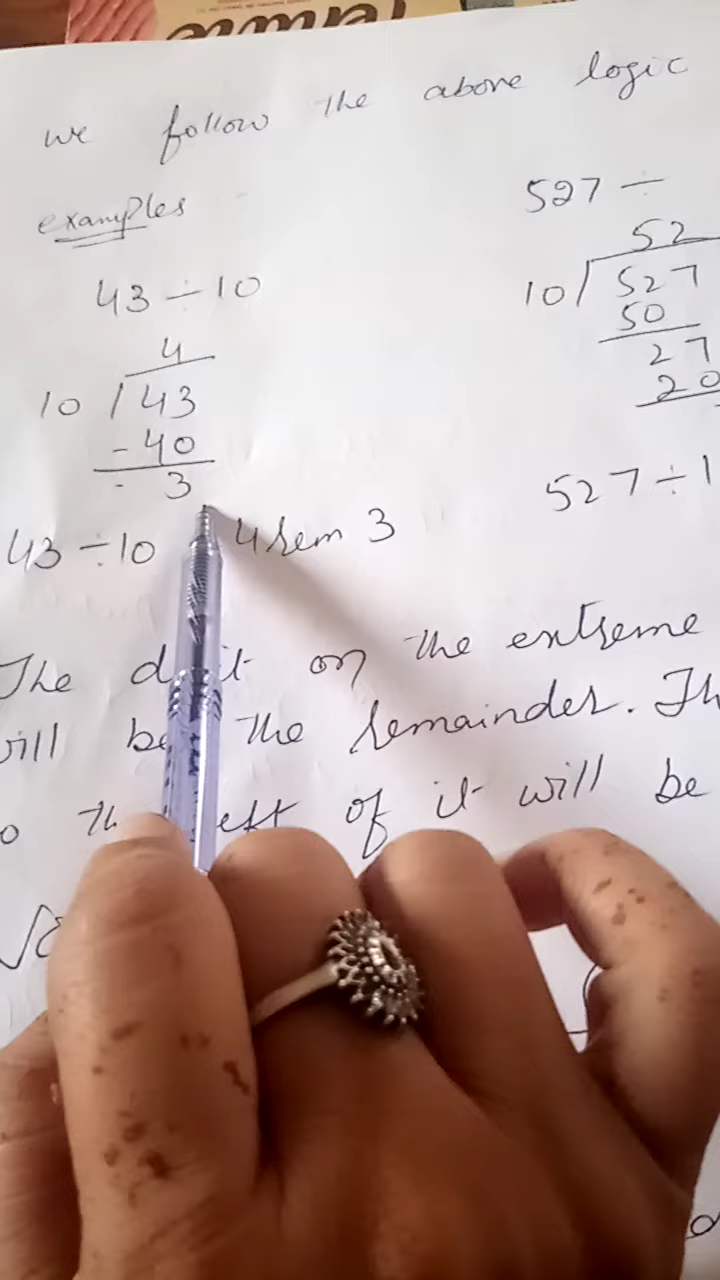 we follow the above logic
examples
43 ÷ 10
4
10 / 43
- 40
3
43 ÷ 10 4 rem 3
527 ÷
52
10 / 527
50
27
20
527 ÷ 1
The on the extreme
will be the remainder. Th
of it will be